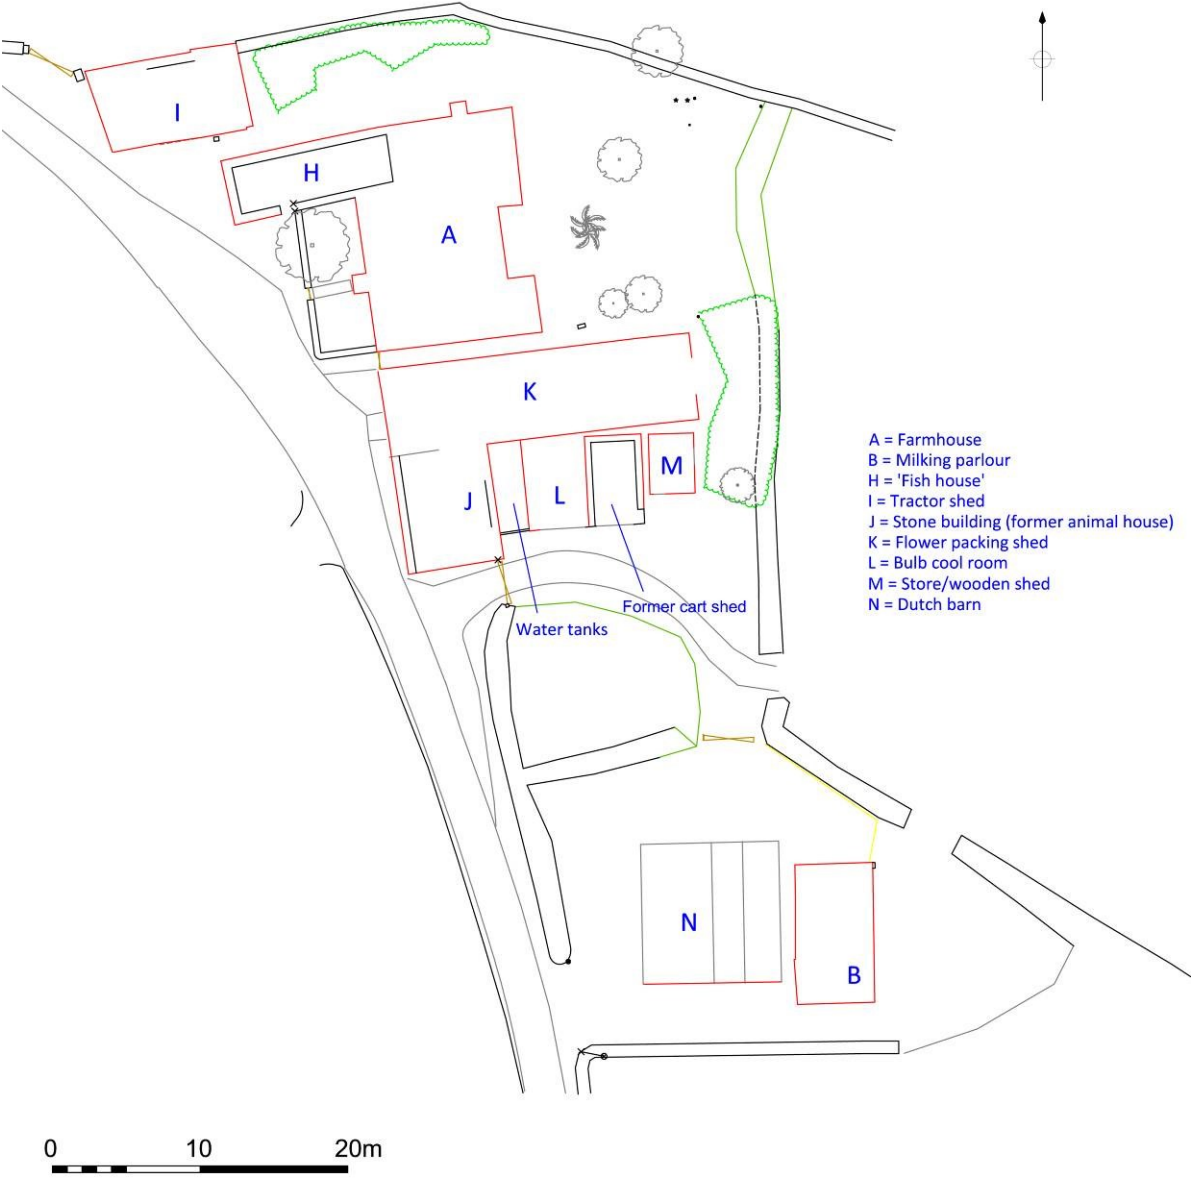 I
H
A
K
M
J
L
A = Farmhouse
B = Milking parlour
H = 'Fish house'
I = Tractor shed
J = Stone building (former animal house)
K = Flower packing shed
L = Bulb cool room
M = Store/wooden shed
N = Dutch barn
Former cart shed
Water tanks
N
B
0 10 20m